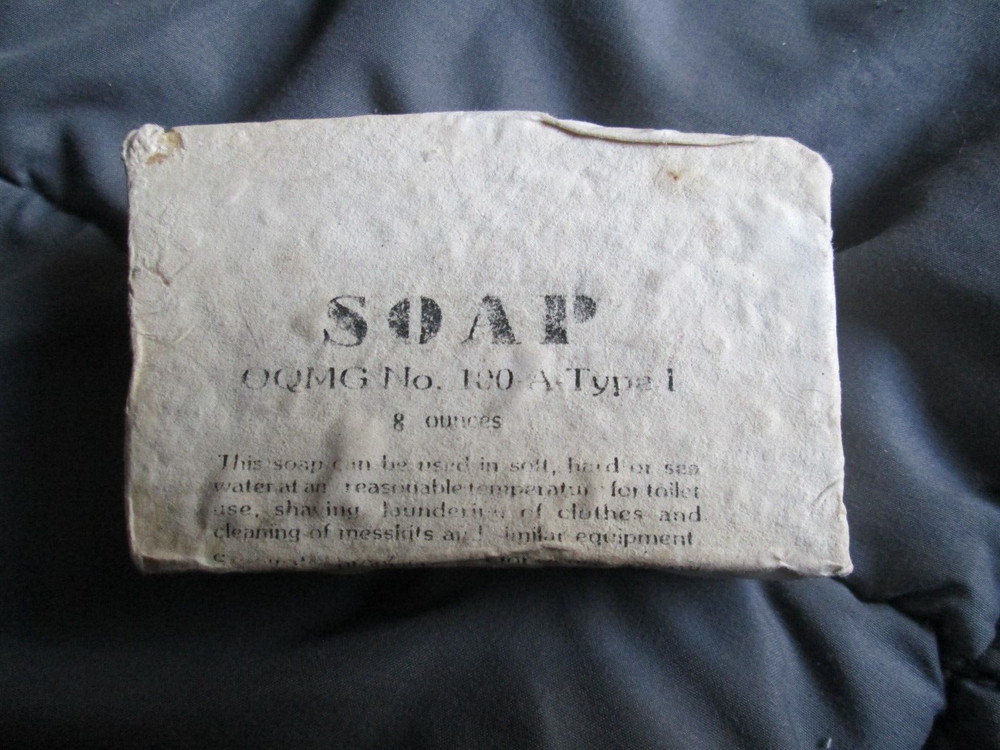 SOAP
OQMG No. 100-A-Type I
8 ounces
This soap can be used in soft, hard or sea
water at an reasonable temperatur for toilet
use, shaving laundering of clothes and
cleaning of messkits and similar equipment